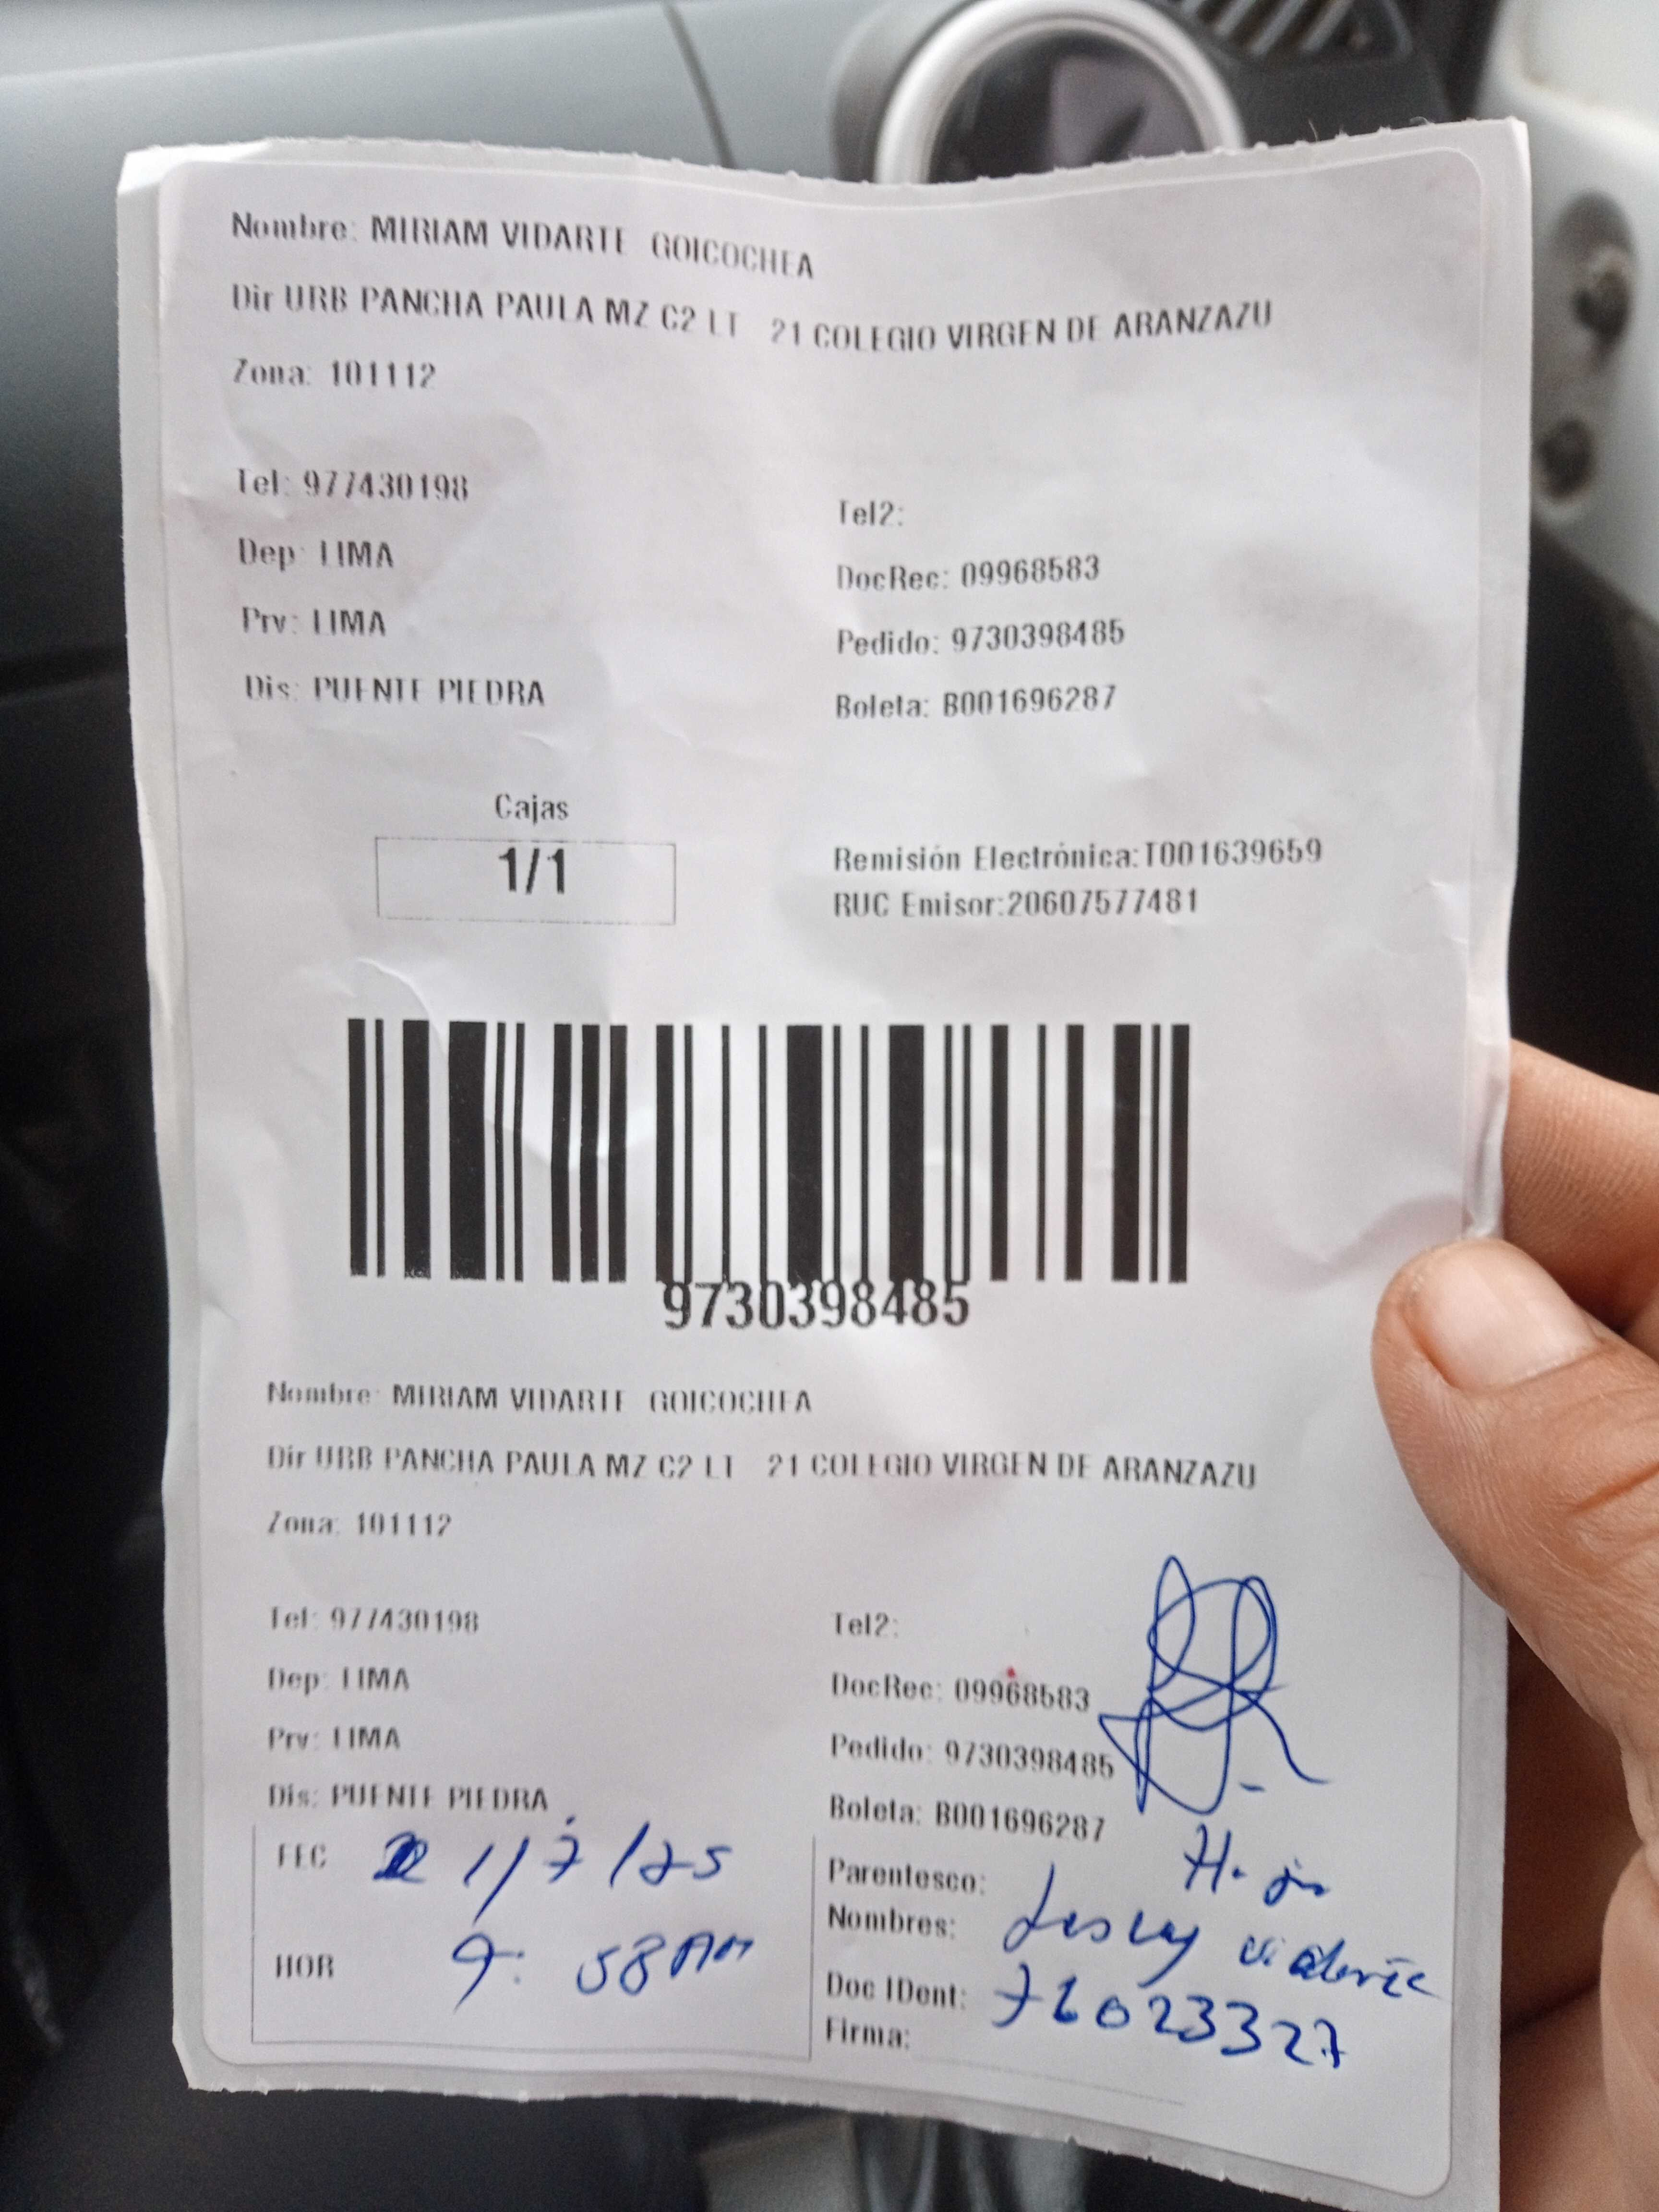 Nombre: MIRIAM VIDARTE GOICOCHEA
Dir URB PANCHA PAULA MZ C2 LT 21 COLEGIO VIRGEN DE ARANZAZU
Zona: 101112
Tel: 977430198
Tel2:
Dep: LIMA
DocRec: 09968583
Prv: LIMA
Pedido: 9730398485
Dis: PUENTE PIEDRA
Boleta: B001696287
Cajas
1/1
Remisión Electrónica:T001639659
RUC Emisor:20607577481
9730398485
Nombre: MIRIAM VIDARTE GOICOCHEA
Dir URB PANCHA PAULA MZ C2 LT 21 COLEGIO VIRGEN DE ARANZAZU
Zona: 101112
Tel: 977430198
Tel2:
Dep: LIMA
DocRec: 09968583
Prv: LIMA
Pedido: 9730398485
Dis: PUENTE PIEDRA
Boleta: B001696287
FEC 21/7/25
Parentesco: Hija
Nombres:
HOR 9:58 AM
Doc IDent: 76023327
Firma: